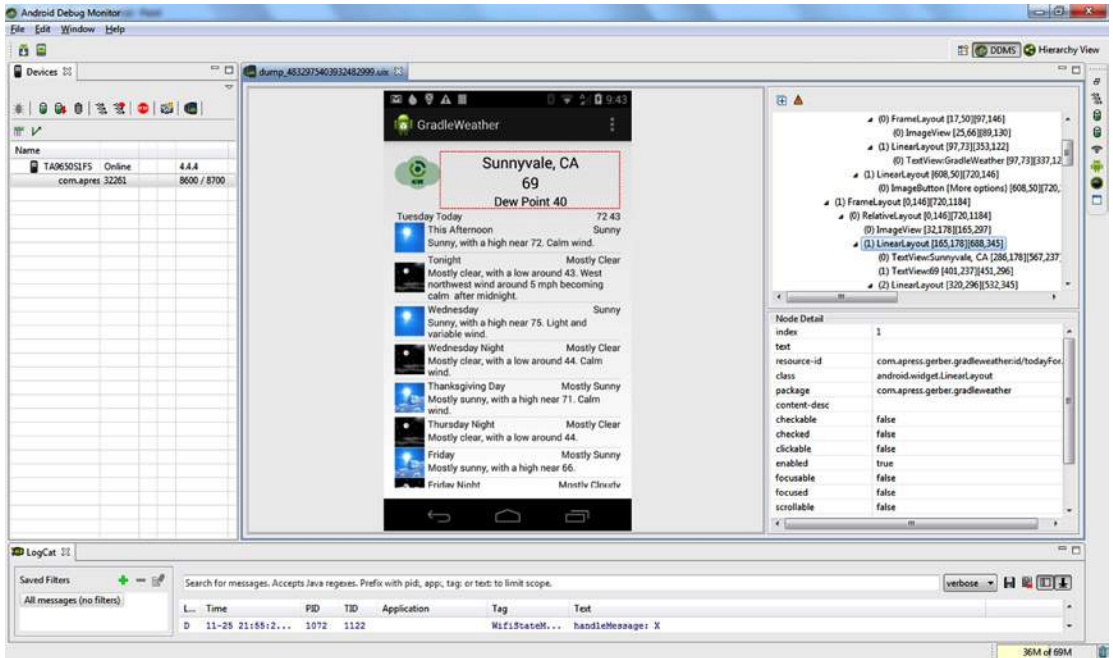 Android Debug Monitor
File Edit Window Help
DDMS Hierarchy View
Devices
dump_4832975403932482999.uix
Name
TA965051FS Online 4.4.4
com.apres 32261 8600 / 8700
9:43
GradleWeather
Sunnyvale, CA
69
Dew Point 40
Tuesday Today 72 43
This Afternoon Sunny
Sunny, with a high near 72. Calm wind.
Tonight Mostly Clear
Mostly clear, with a low around 43. West
northwest wind around 5 mph becoming
calm after midnight.
Wednesday Sunny
Sunny, with a high near 75. Light and
variable wind.
Wednesday Night Mostly Clear
Mostly clear, with a low around 44. Calm
wind.
Thanksgiving Day Mostly Sunny
Mostly sunny, with a high near 71. Calm
wind.
Thursday Night Mostly Clear
Mostly clear, with a low around 44.
Friday Mostly Sunny
Mostly sunny, with a high near 66.
Friday Night Mostly Cloudy
(0) FrameLayout [17,50][97,146]
(0) ImageView [25,66][89,130]
(1) LinearLayout [97,73][353,122]
(0) TextView:GradleWeather [97,73][337,12
(1) LinearLayout [608,50][720,146]
(0) ImageButton {More options} [608,50][720,
(1) FrameLayout [0,146][720,1184]
(0) RelativeLayout [0,146][720,1184]
(0) ImageView [32,178][165,297]
(1) LinearLayout [165,178][688,345]
(0) TextView:Sunnyvale, CA [286,178][567,237
(1) TextView:69 [401,237][451,296]
(2) LinearLayout [320,296][532,345]
Node Detail
index 1
text
resource-id com.apress.gerber.gradleweather:id/todayFor.
class android.widget.LinearLayout
package com.apress.gerber.gradleweather
content-desc
checkable false
checked false
clickable false
enabled true
focusable false
focused false
scrollable false
LogCat
Saved Filters
All messages (no filters)
Search for messages. Accepts Java regexes. Prefix with pid:, app:, tag: or text: to limit scope.
verbose
L... Time PID TID Application Tag Text
D 11-25 21:55:2... 1072 1122 WifiStateM... handleMessage: X
36M of 69M